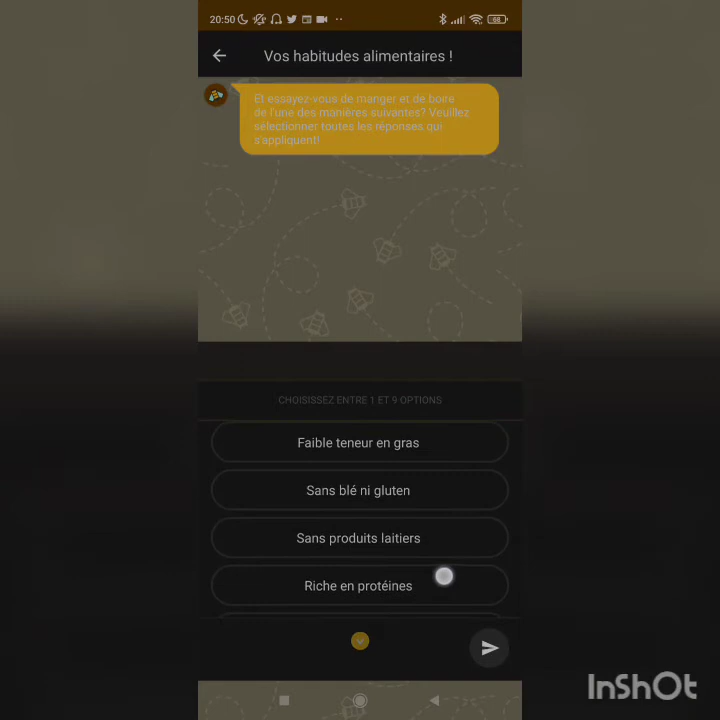 20:50
68
Vos habitudes alimentaires !
Et essayez-vous de manger et de boire
de l'une des manières suivantes? Veuillez
sélectionner toutes les réponses qui
s'appliquent!
CHOISISSEZ ENTRE 1 ET 9 OPTIONS
Faible teneur en gras
Sans blé ni gluten
Sans produits laitiers
Riche en protéines
InShOt